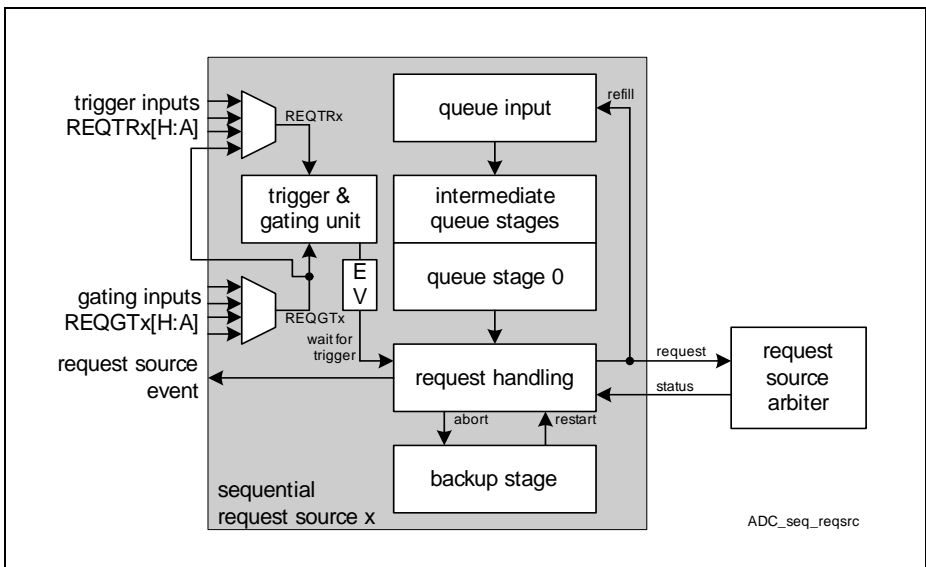 trigger inputs
REQTRx[H:A]
REQTRx
trigger &
gating unit
E
V
gating inputs
REQGTx[H:A]
REQGTx
wait for
trigger
request source
event
queue input
refill
intermediate
queue stages
queue stage 0
request handling
request
status
request
source
arbiter
abort
restart
backup stage
sequential
request source x
ADC_seq_reqsrc